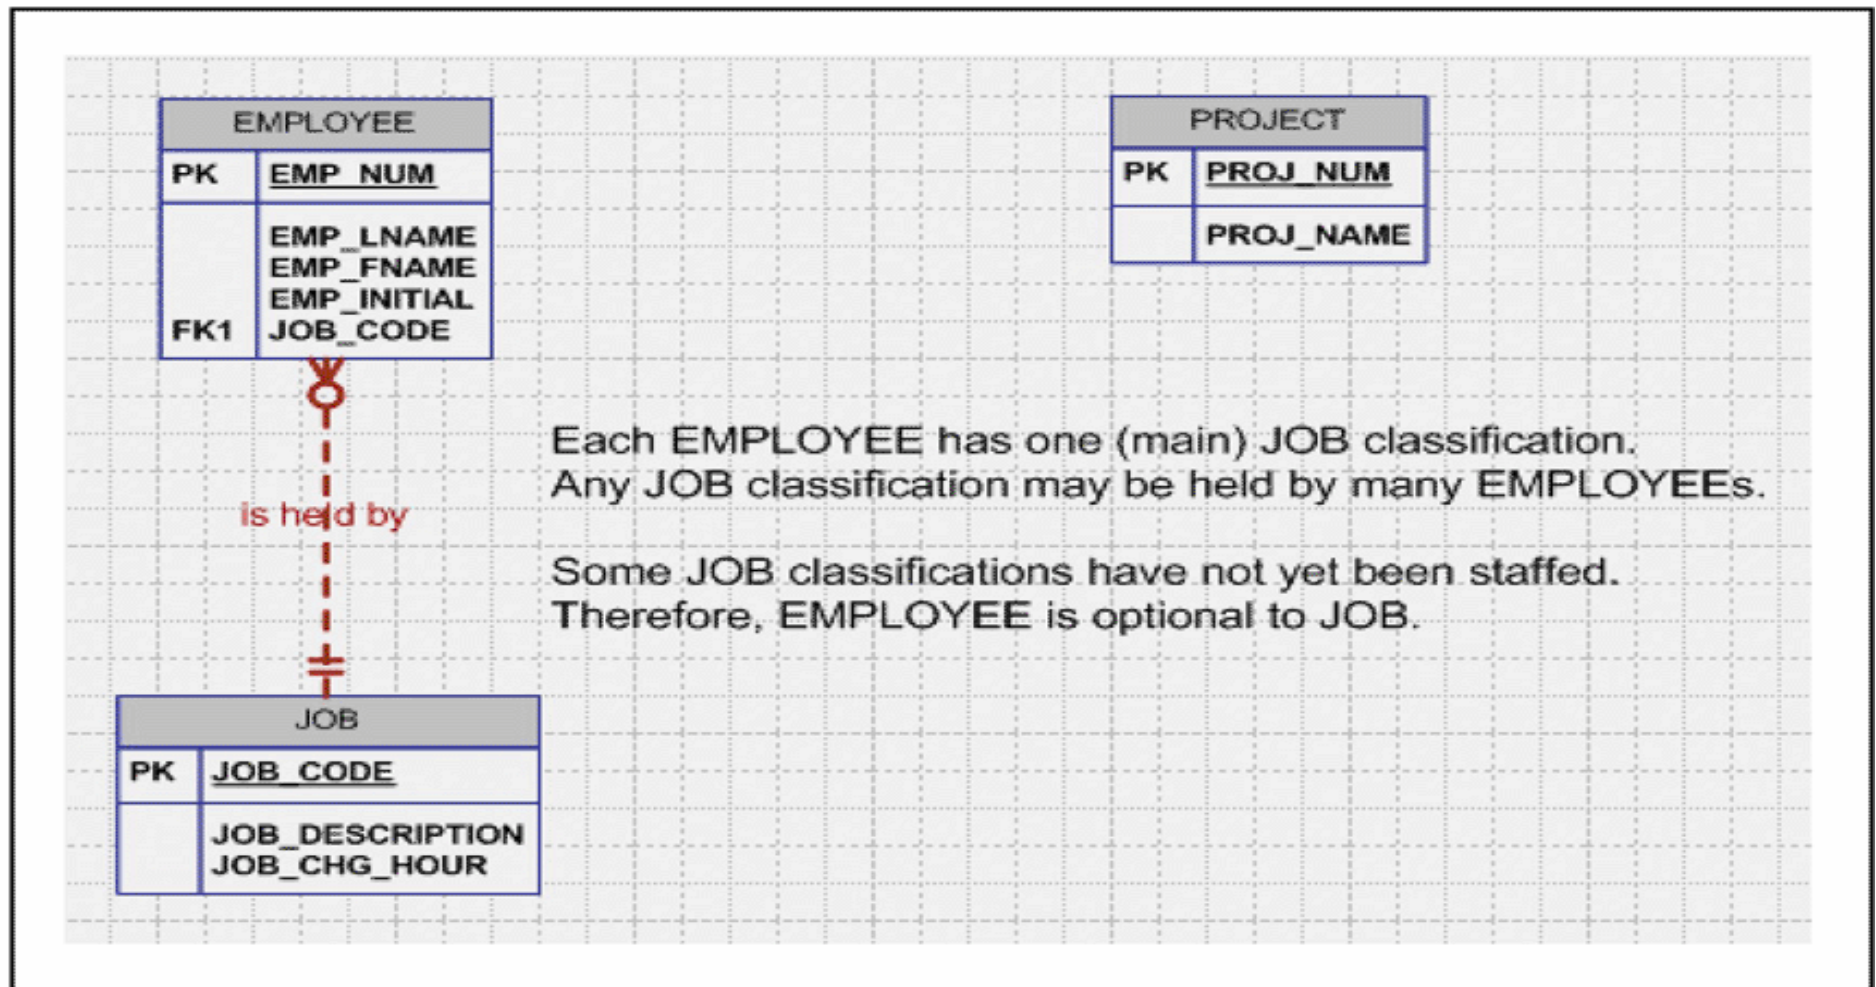 EMPLOYEE
PK EMP_NUM
EMP_LNAME
EMP_FNAME
EMP_INITIAL
FK1 JOB_CODE
PROJECT
PK PROJ_NUM
PROJ_NAME
is held by
Each EMPLOYEE has one (main) JOB classification.
Any JOB classification may be held by many EMPLOYEEs.
Some JOB classifications have not yet been staffed.
Therefore, EMPLOYEE is optional to JOB.
JOB
PK JOB_CODE
JOB_DESCRIPTION
JOB_CHG_HOUR